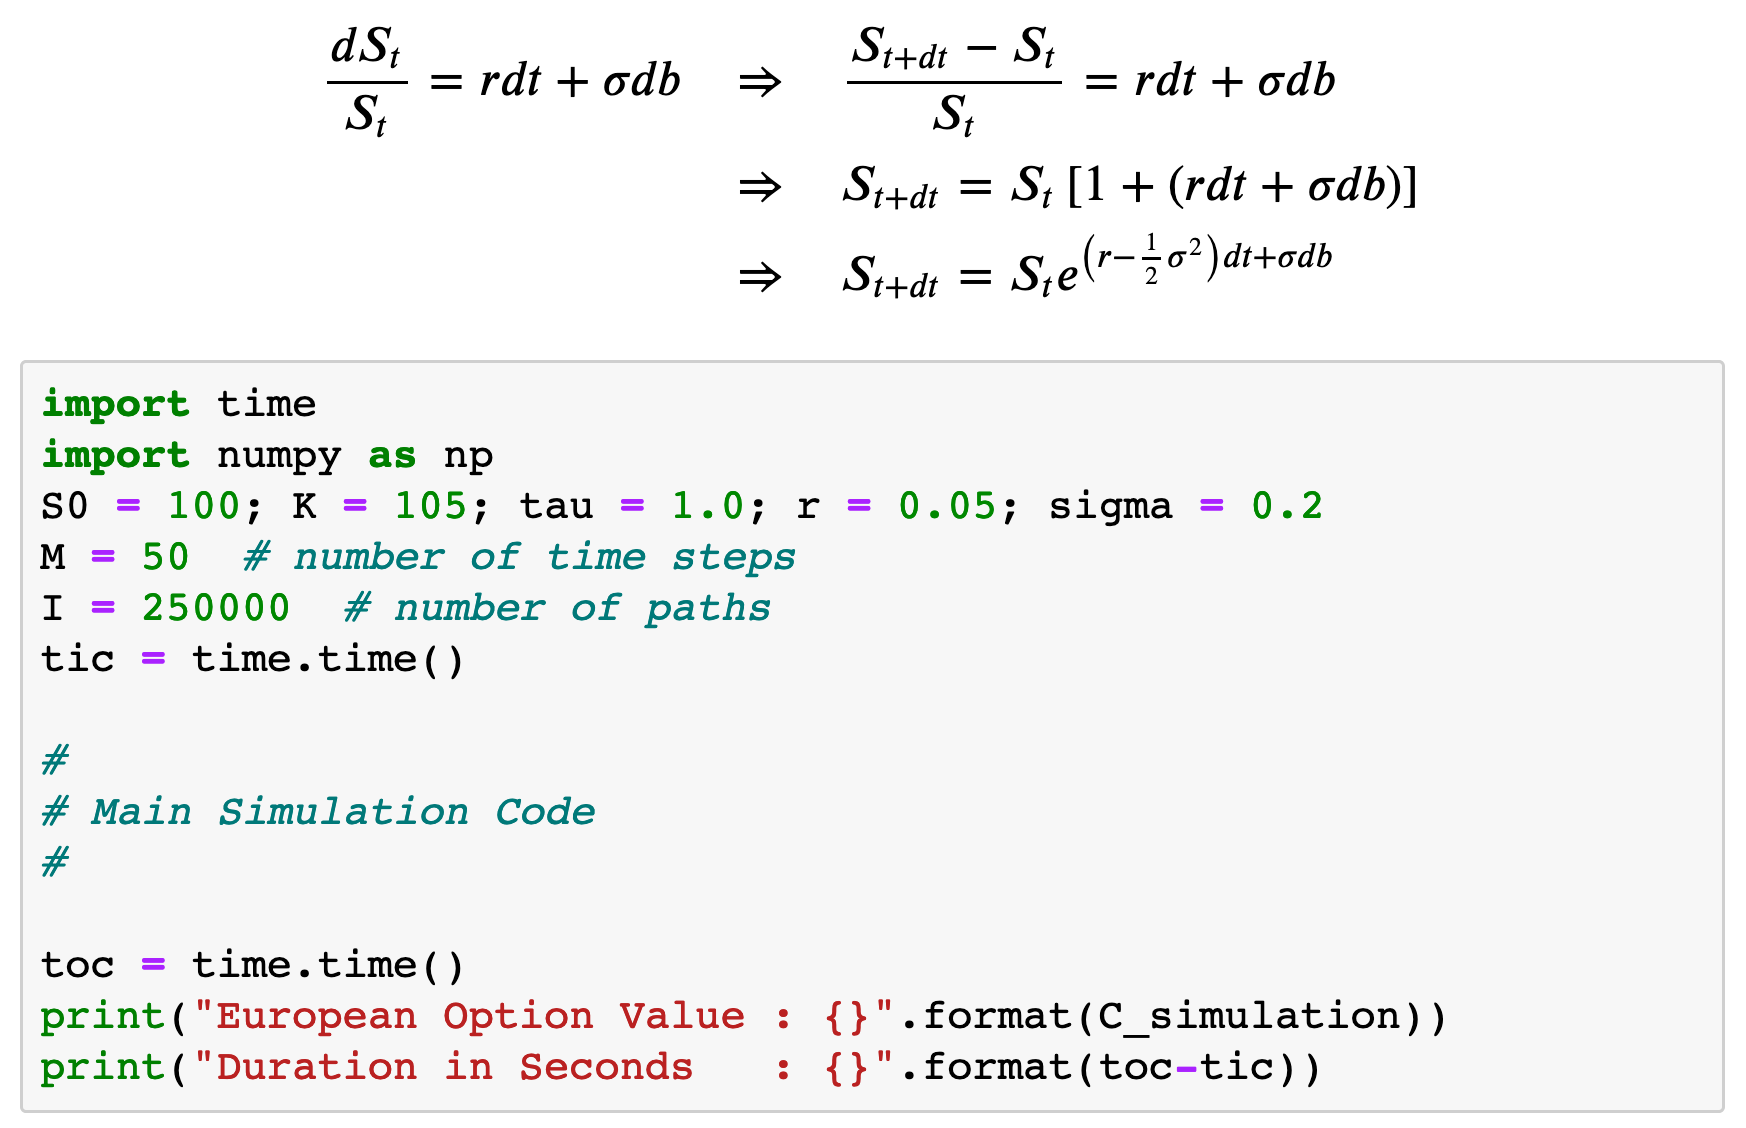 dS_t / S_t = rdt + σdb ⇒ (S_{t+dt} − S_t) / S_t = rdt + σdb
⇒ S_{t+dt} = S_t [1 + (rdt + σdb)]
⇒ S_{t+dt} = S_t e^{(r−\frac{1}{2}σ^2)dt+σdb}
import time
import numpy as np
S0 = 100; K = 105; tau = 1.0; r = 0.05; sigma = 0.2
M = 50  # number of time steps
I = 250000  # number of paths
tic = time.time()
#
# Main Simulation Code
#
toc = time.time()
print("European Option Value : {}".format(C_simulation))
print("Duration in Seconds   : {}".format(toc-tic))